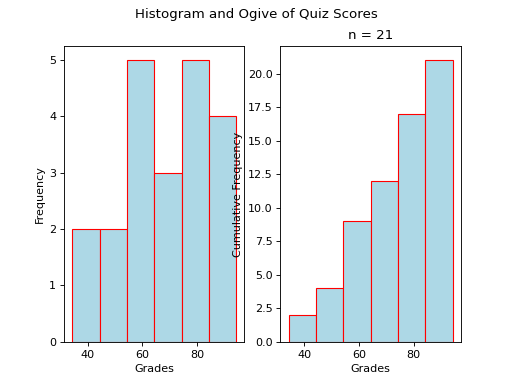 Histogram and Ogive of Quiz Scores
n = 21
5
4
3
2
1
0
Frequency
40 60 80
Grades
20.0
17.5
15.0
12.5
10.0
7.5
5.0
2.5
0.0
Cumulative Frequency
40 60 80
Grades